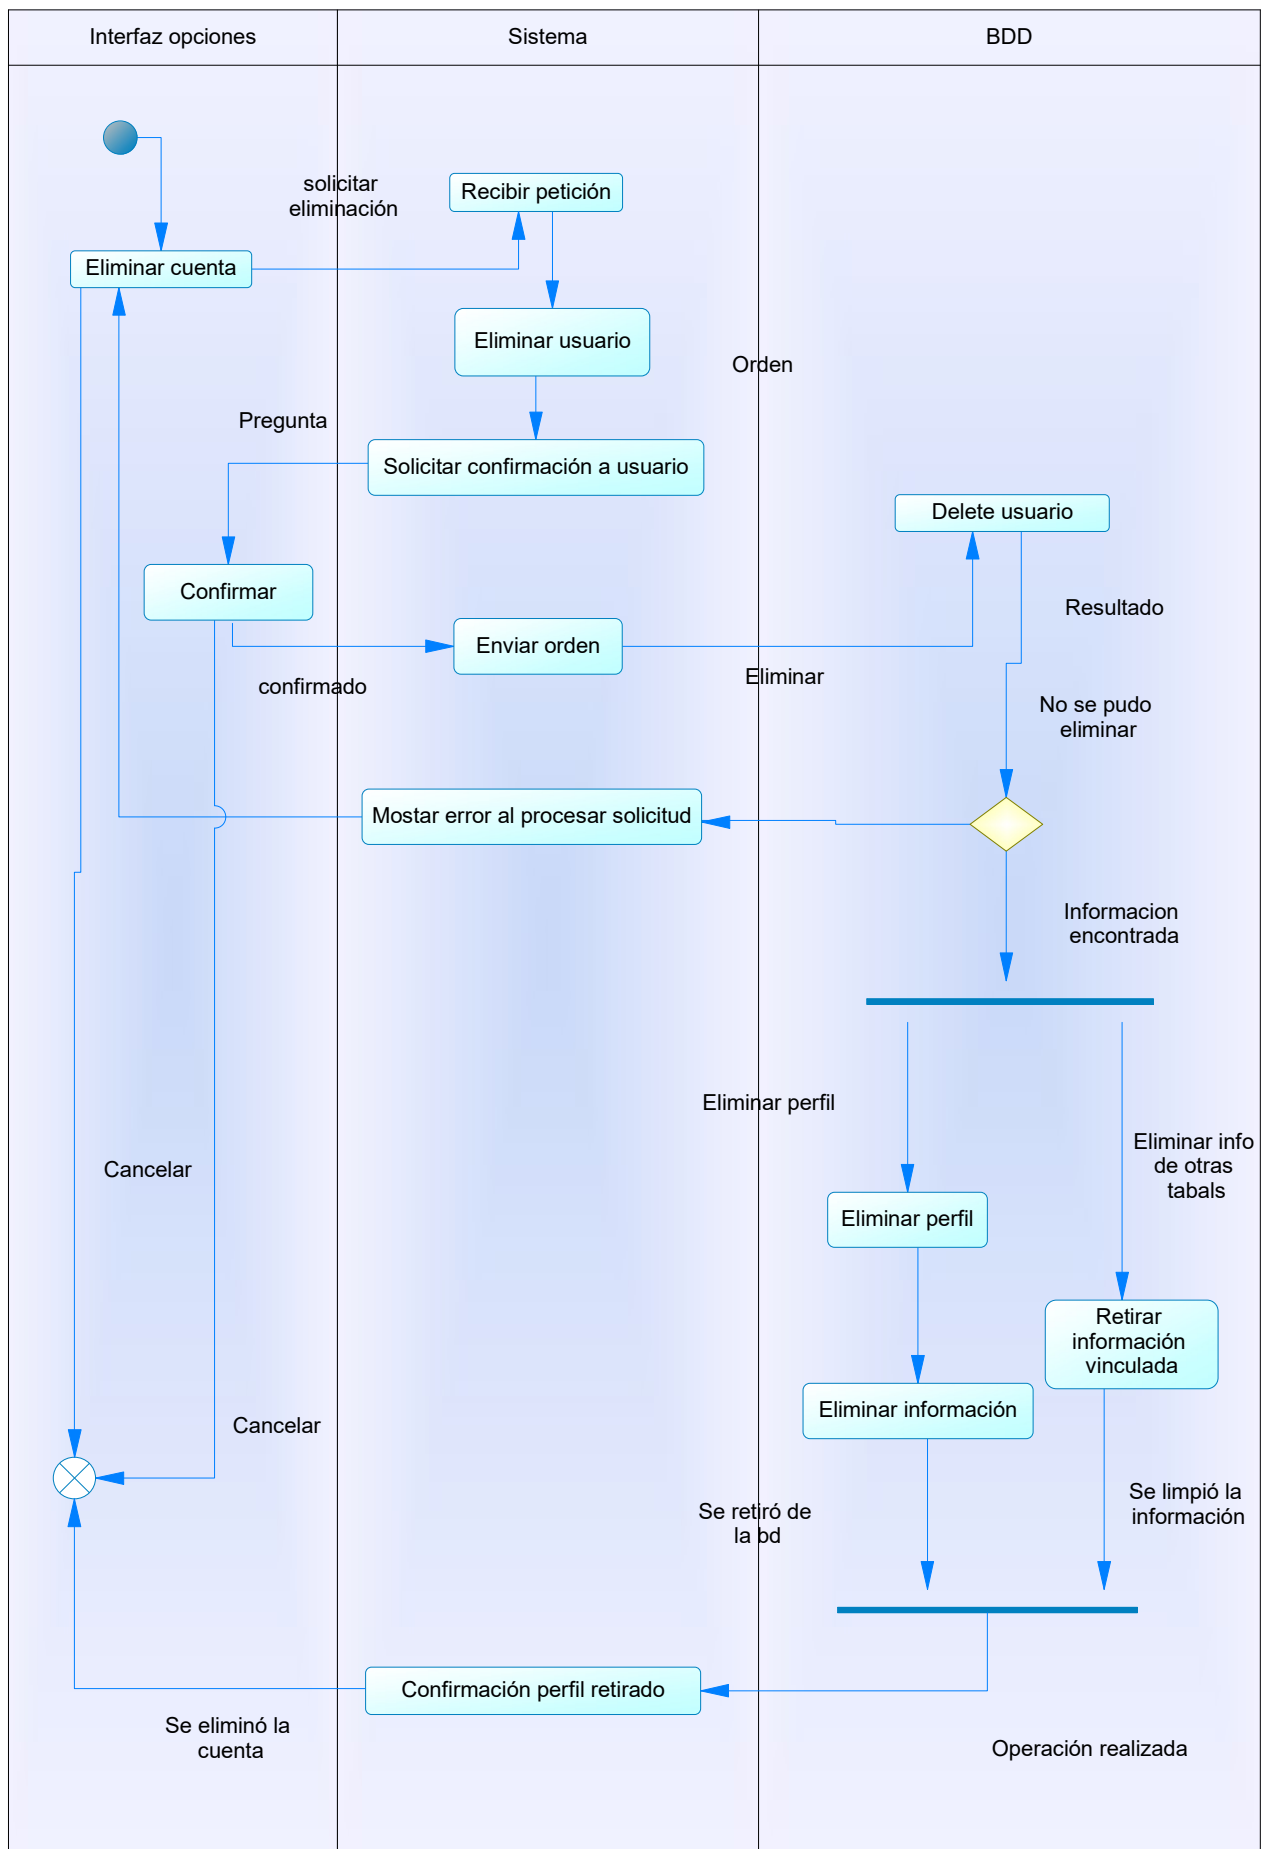 Interfaz opciones
Sistema
BDD
solicitar
eliminación
Recibir petición
Eliminar cuenta
Eliminar usuario
Orden
Pregunta
Solicitar confirmación a usuario
Delete usuario
Confirmar
Resultado
Enviar orden
Eliminar
confirmado
No se pudo
eliminar
Mostar error al procesar solicitud
Informacion
encontrada
Eliminar perfil
Eliminar info
de otras
tabals
Cancelar
Eliminar perfil
Retirar
información
vinculada
Eliminar información
Cancelar
Se retiró de
la bd
Se limpió la
información
Confirmación perfil retirado
Se eliminó la
cuenta
Operación realizada